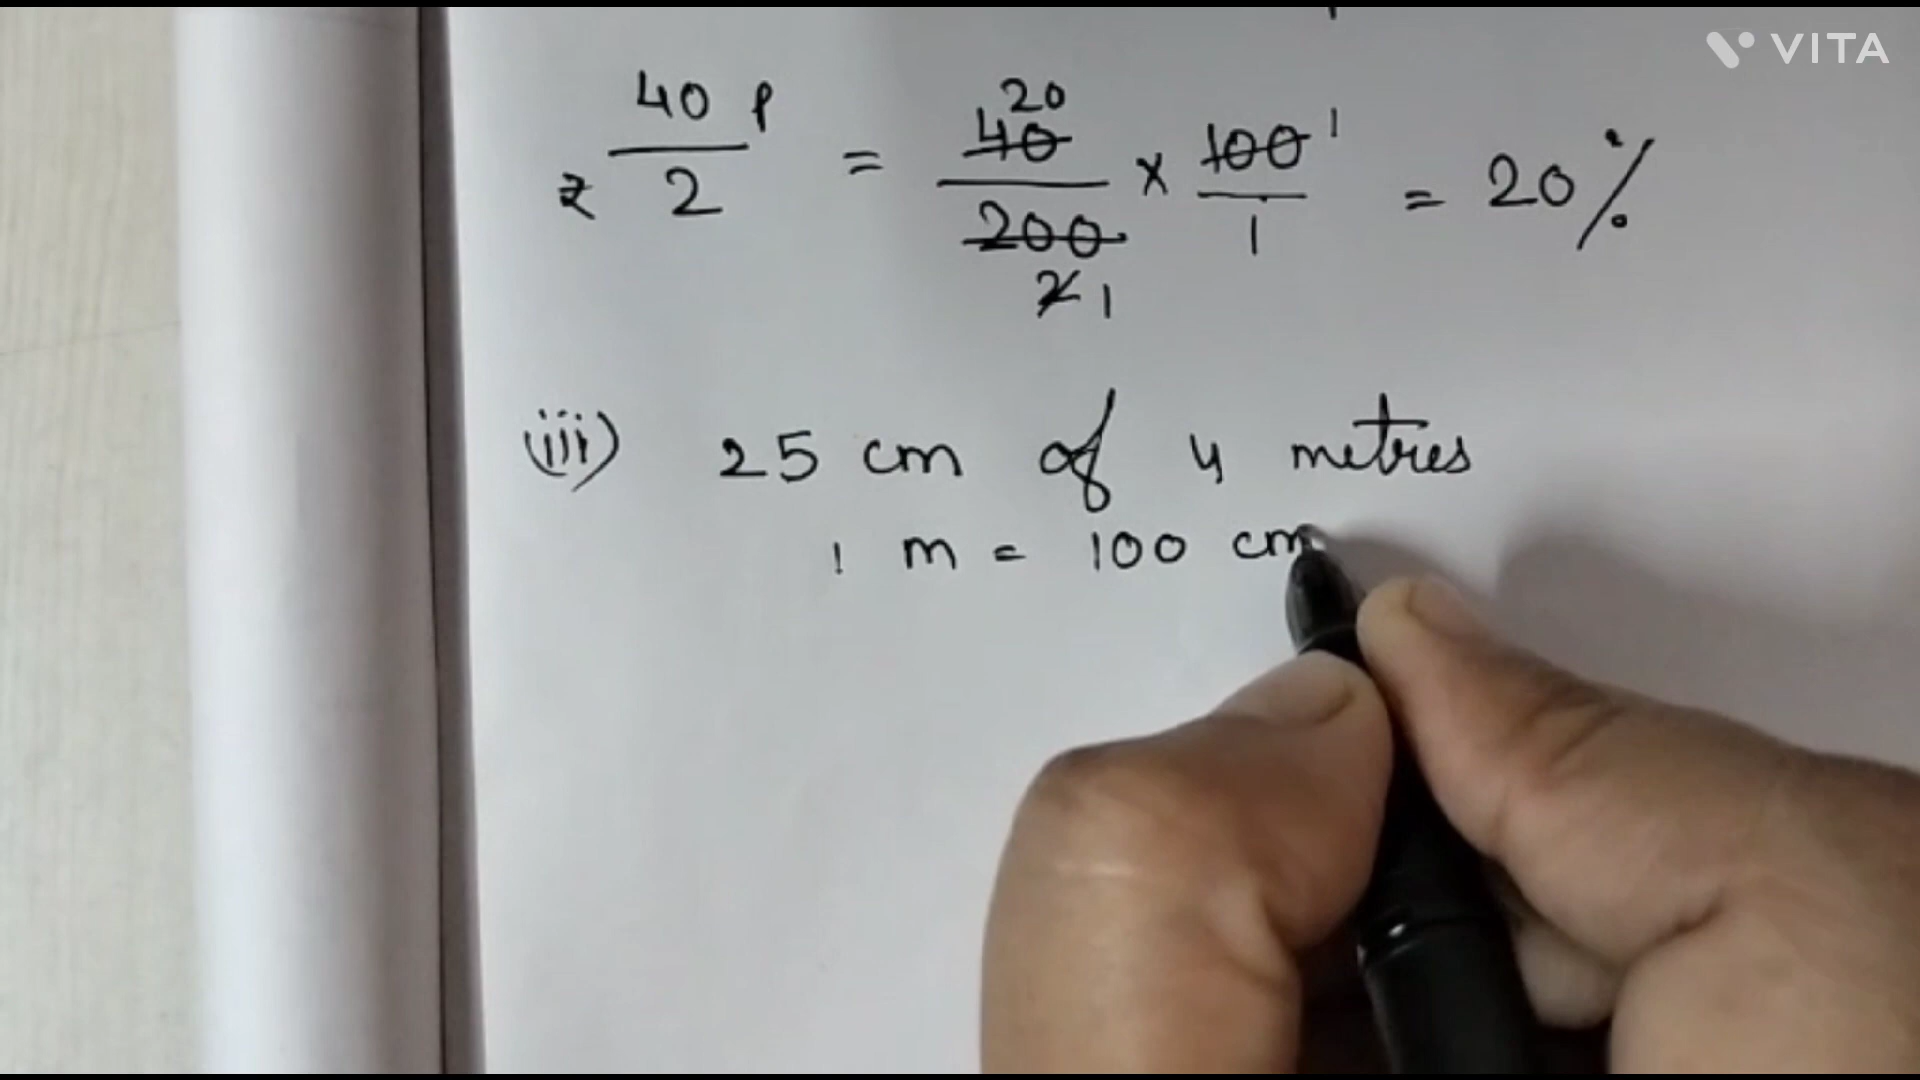 VITA
40 p / ₹ 2 = 40 20 / 200 2 1 × 100 1 / 1 = 20 %
(iii) 25 cm of 4 metres
1 m = 100 cm